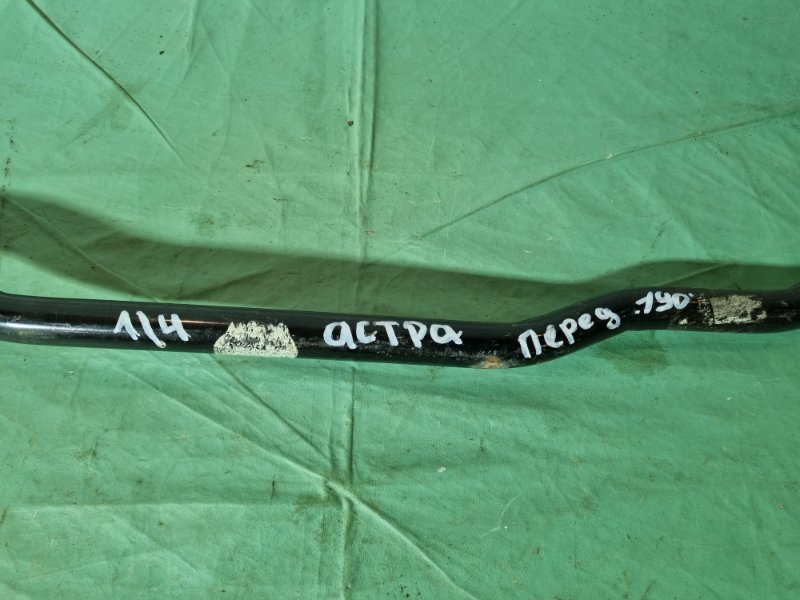 1/4 астра перед .190.